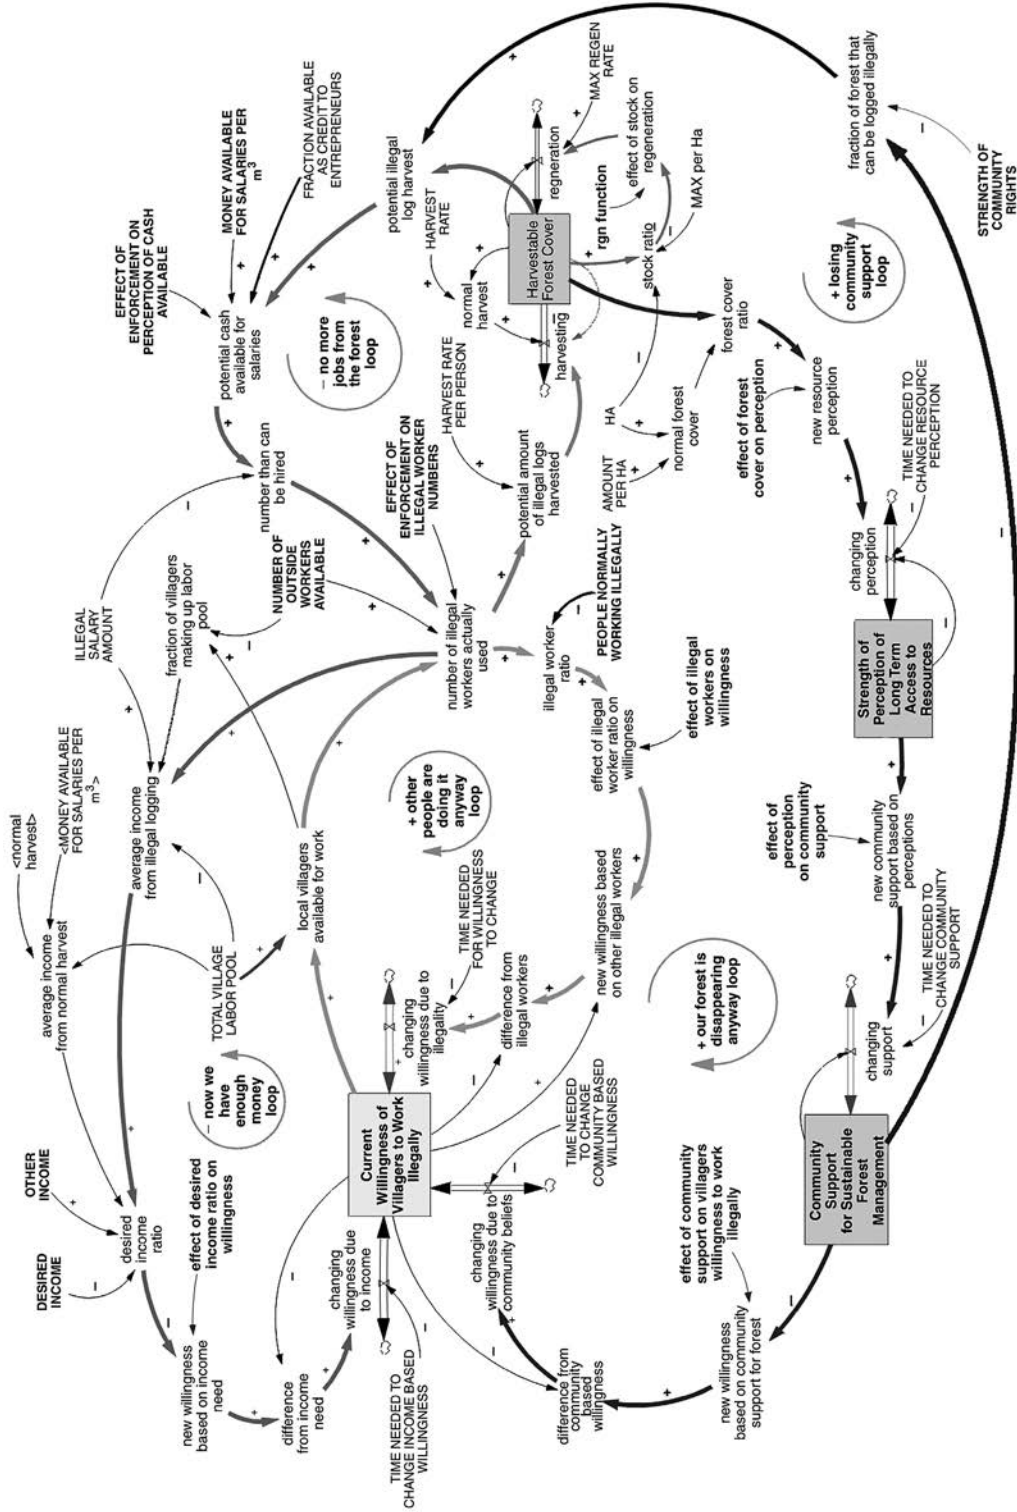 <normal
harvest>
<MONEY AVAILABLE
FOR SALARIES PER
m³>
average income
from normal harvest
ILLEGAL
SALARY
AMOUNT
EFFECT OF
ENFORCEMENT ON
PERCEPTION OF CASH
AVAILABLE
MONEY AVAILABLE
FOR SALARIES PER
m³
FRACTION AVAILABLE
AS CREDIT TO
ENTREPRENEURS
OTHER
INCOME
DESIRED
INCOME
desired
income
ratio
effect of desired
income ratio on
willingness
new willingness
based on income
need
difference
from income
need
changing
willingness due
to income
TIME NEEDED TO
CHANGE INCOME BASED
WILLINGNESS
– now we
have
enough
money
loop
TOTAL VILLAGE
LABOR POOL
average income
from illegal logging
fraction of villagers
making up labor
pool
NUMBER OF
OUTSIDE
WORKERS
AVAILABLE
number than can
be hired
potential cash
available for
salaries
– no more
jobs from
the forest
loop
potential illegal
log harvest
local villagers
available for work
+ other
people are
doing it
anyway
loop
number of illegal
workers actually
used
EFFECT OF
ENFORCEMENT ON
ILLEGAL WORKER
NUMBERS
HARVEST RATE
PER PERSON
HARVEST
RATE
normal
harvest
Harvestable
Forest Cover
harvesting
regneration
MAX REGEN
RATE
effect of stock on
regeneration
rgn function
stock ratio
MAX per Ha
HA
AMOUNT
PER HA
normal forest
cover
forest cover
ratio
potential amount
of illegal logs
harvested
illegal worker
ratio
PEOPLE NORMALLY
WORKING ILLEGALLY
effect of illegal
worker ratio on
willingness
effect of illegal
workers on
willingness
new willingness based
on other illegal workers
difference from
illegal workers
changing
willingness due to
illegality
TIME NEEDED
FOR WILLINGNESS
TO CHANGE
Current
Willingness of
Villagers to Work
Illegally
changing
willingness due to
community beliefs
TIME NEEDED
TO CHANGE
COMMUNITY BASED
WILLINGNESS
difference from
community
based
willingness
+ our forest is
disappearing
anyway loop
effect of community
support on villagers
willingness to work
illegally
new willingness
based on community
support for forest
Community
Support
for Sustainable
Forest
Management
changing
support
TIME NEEDED TO
CHANGE COMMUNITY
SUPPORT
new community
support based on
perceptions
effect of
perception
on community
support
Strength of
Perception of
Long Term
Access to
Resources
changing
perception
TIME NEEDED TO
CHANGE RESOURCE
PERCEPTION
new resource
perception
effect of forest
cover on perception
+ losing
community
support
loop
fraction of forest that
can be logged illegally
STRENGTH OF
COMMUNITY
RIGHTS